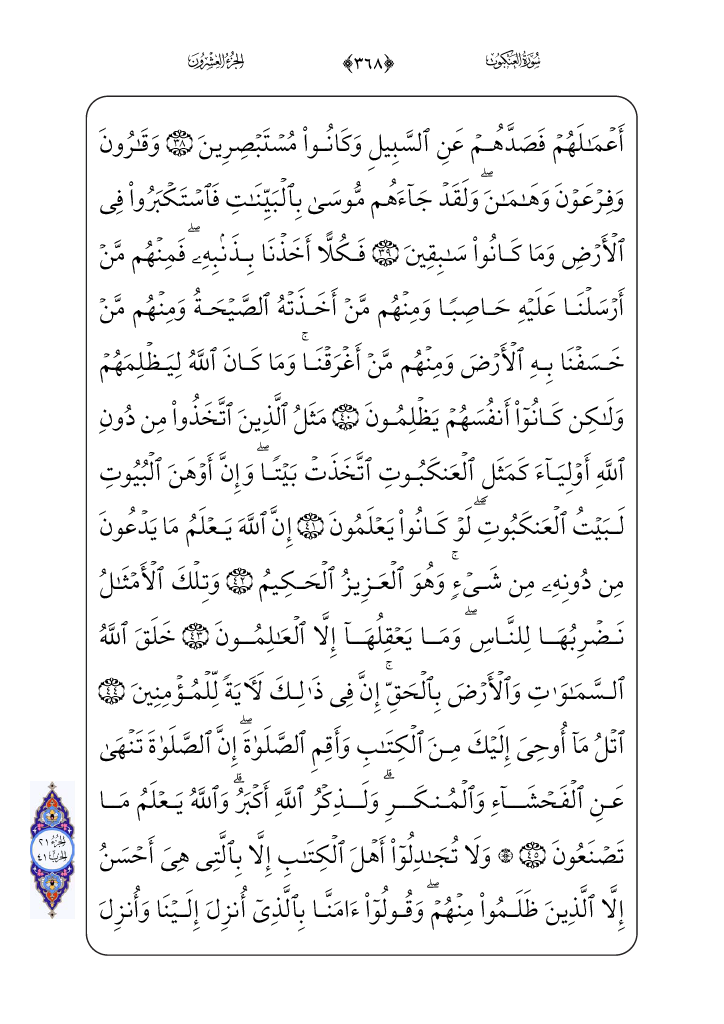 سُورَةُ العَنكَبُوتِ
﴿٣٦٨﴾
الجُزْءُ العِشْرُونَ
أَعۡمَٰلَهُمۡ فَصَدَّهُمۡ عَنِ ٱلسَّبِيلِ وَكَانُوا۟ مُسۡتَبۡصِرِينَ ٣٨ وَقَٰرُونَ
وَفِرۡعَوۡنَ وَهَٰمَٰنَۖ وَلَقَدۡ جَآءَهُم مُّوسَىٰ بِٱلۡبَيِّنَٰتِ فَٱسۡتَكۡبَرُوا۟ فِى
ٱلۡأَرۡضِ وَمَا كَانُوا۟ سَٰبِقِينَ ٣٩ فَكُلًّا أَخَذۡنَا بِذَنۢبِهِۦۖ فَمِنۡهُم مَّنۡ
أَرۡسَلۡنَا عَلَيۡهِ حَاصِبًا وَمِنۡهُم مَّنۡ أَخَذَتۡهُ ٱلصَّيۡحَةُ وَمِنۡهُم مَّنۡ
خَسَفۡنَا بِهِ ٱلۡأَرۡضَ وَمِنۡهُم مَّنۡ أَغۡرَقۡنَاۚ وَمَا كَانَ ٱللَّهُ لِيَظۡلِمَهُمۡ
وَلَٰكِن كَانُوٓا۟ أَنفُسَهُمۡ يَظۡلِمُونَ ٤٠ مَثَلُ ٱلَّذِينَ ٱتَّخَذُوا۟ مِن دُونِ
ٱللَّهِ أَوۡلِيَآءَ كَمَثَلِ ٱلۡعَنكَبُوتِ ٱتَّخَذَتۡ بَيۡتًاۖ وَإِنَّ أَوۡهَنَ ٱلۡبُيُوتِ
لَبَيۡتُ ٱلۡعَنكَبُوتِۖ لَوۡ كَانُوا۟ يَعۡلَمُونَ ٤١ إِنَّ ٱللَّهَ يَعۡلَمُ مَا يَدۡعُونَ
مِن دُونِهِۦ مِن شَىۡءٍۚ وَهُوَ ٱلۡعَزِيزُ ٱلۡحَكِيمُ ٤٢ وَتِلۡكَ ٱلۡأَمۡثَٰلُ
نَضۡرِبُهَا لِلنَّاسِۖ وَمَا يَعۡقِلُهَآ إِلَّا ٱلۡعَٰلِمُونَ ٤٣ خَلَقَ ٱللَّهُ
ٱلسَّمَٰوَٰتِ وَٱلۡأَرۡضَ بِٱلۡحَقِّۚ إِنَّ فِى ذَٰلِكَ لَءَايَةً لِّلۡمُؤۡمِنِينَ ٤٤
ٱتۡلُ مَآ أُوحِىَ إِلَيۡكَ مِنَ ٱلۡكِتَٰبِ وَأَقِمِ ٱلصَّلَوٰةَۖ إِنَّ ٱلصَّلَوٰةَ تَنۡهَىٰ
عَنِ ٱلۡفَحۡشَآءِ وَٱلۡمُنكَرِۗ وَلَذِكۡرُ ٱللَّهِ أَكۡبَرُۗ وَٱللَّهُ يَعۡلَمُ مَا
تَصۡنَعُونَ ٤٥ ۞ وَلَا تُجَٰدِلُوٓا۟ أَهۡلَ ٱلۡكِتَٰبِ إِلَّا بِٱلَّتِى هِىَ أَحۡسَنُ
إِلَّا ٱلَّذِينَ ظَلَمُوا۟ مِنۡهُمۡۖ وَقُولُوٓا۟ ءَامَنَّا بِٱلَّذِىٓ أُنزِلَ إِلَيۡنَا وَأُنزِلَ
الجزء ٢١
الحزب ٤١